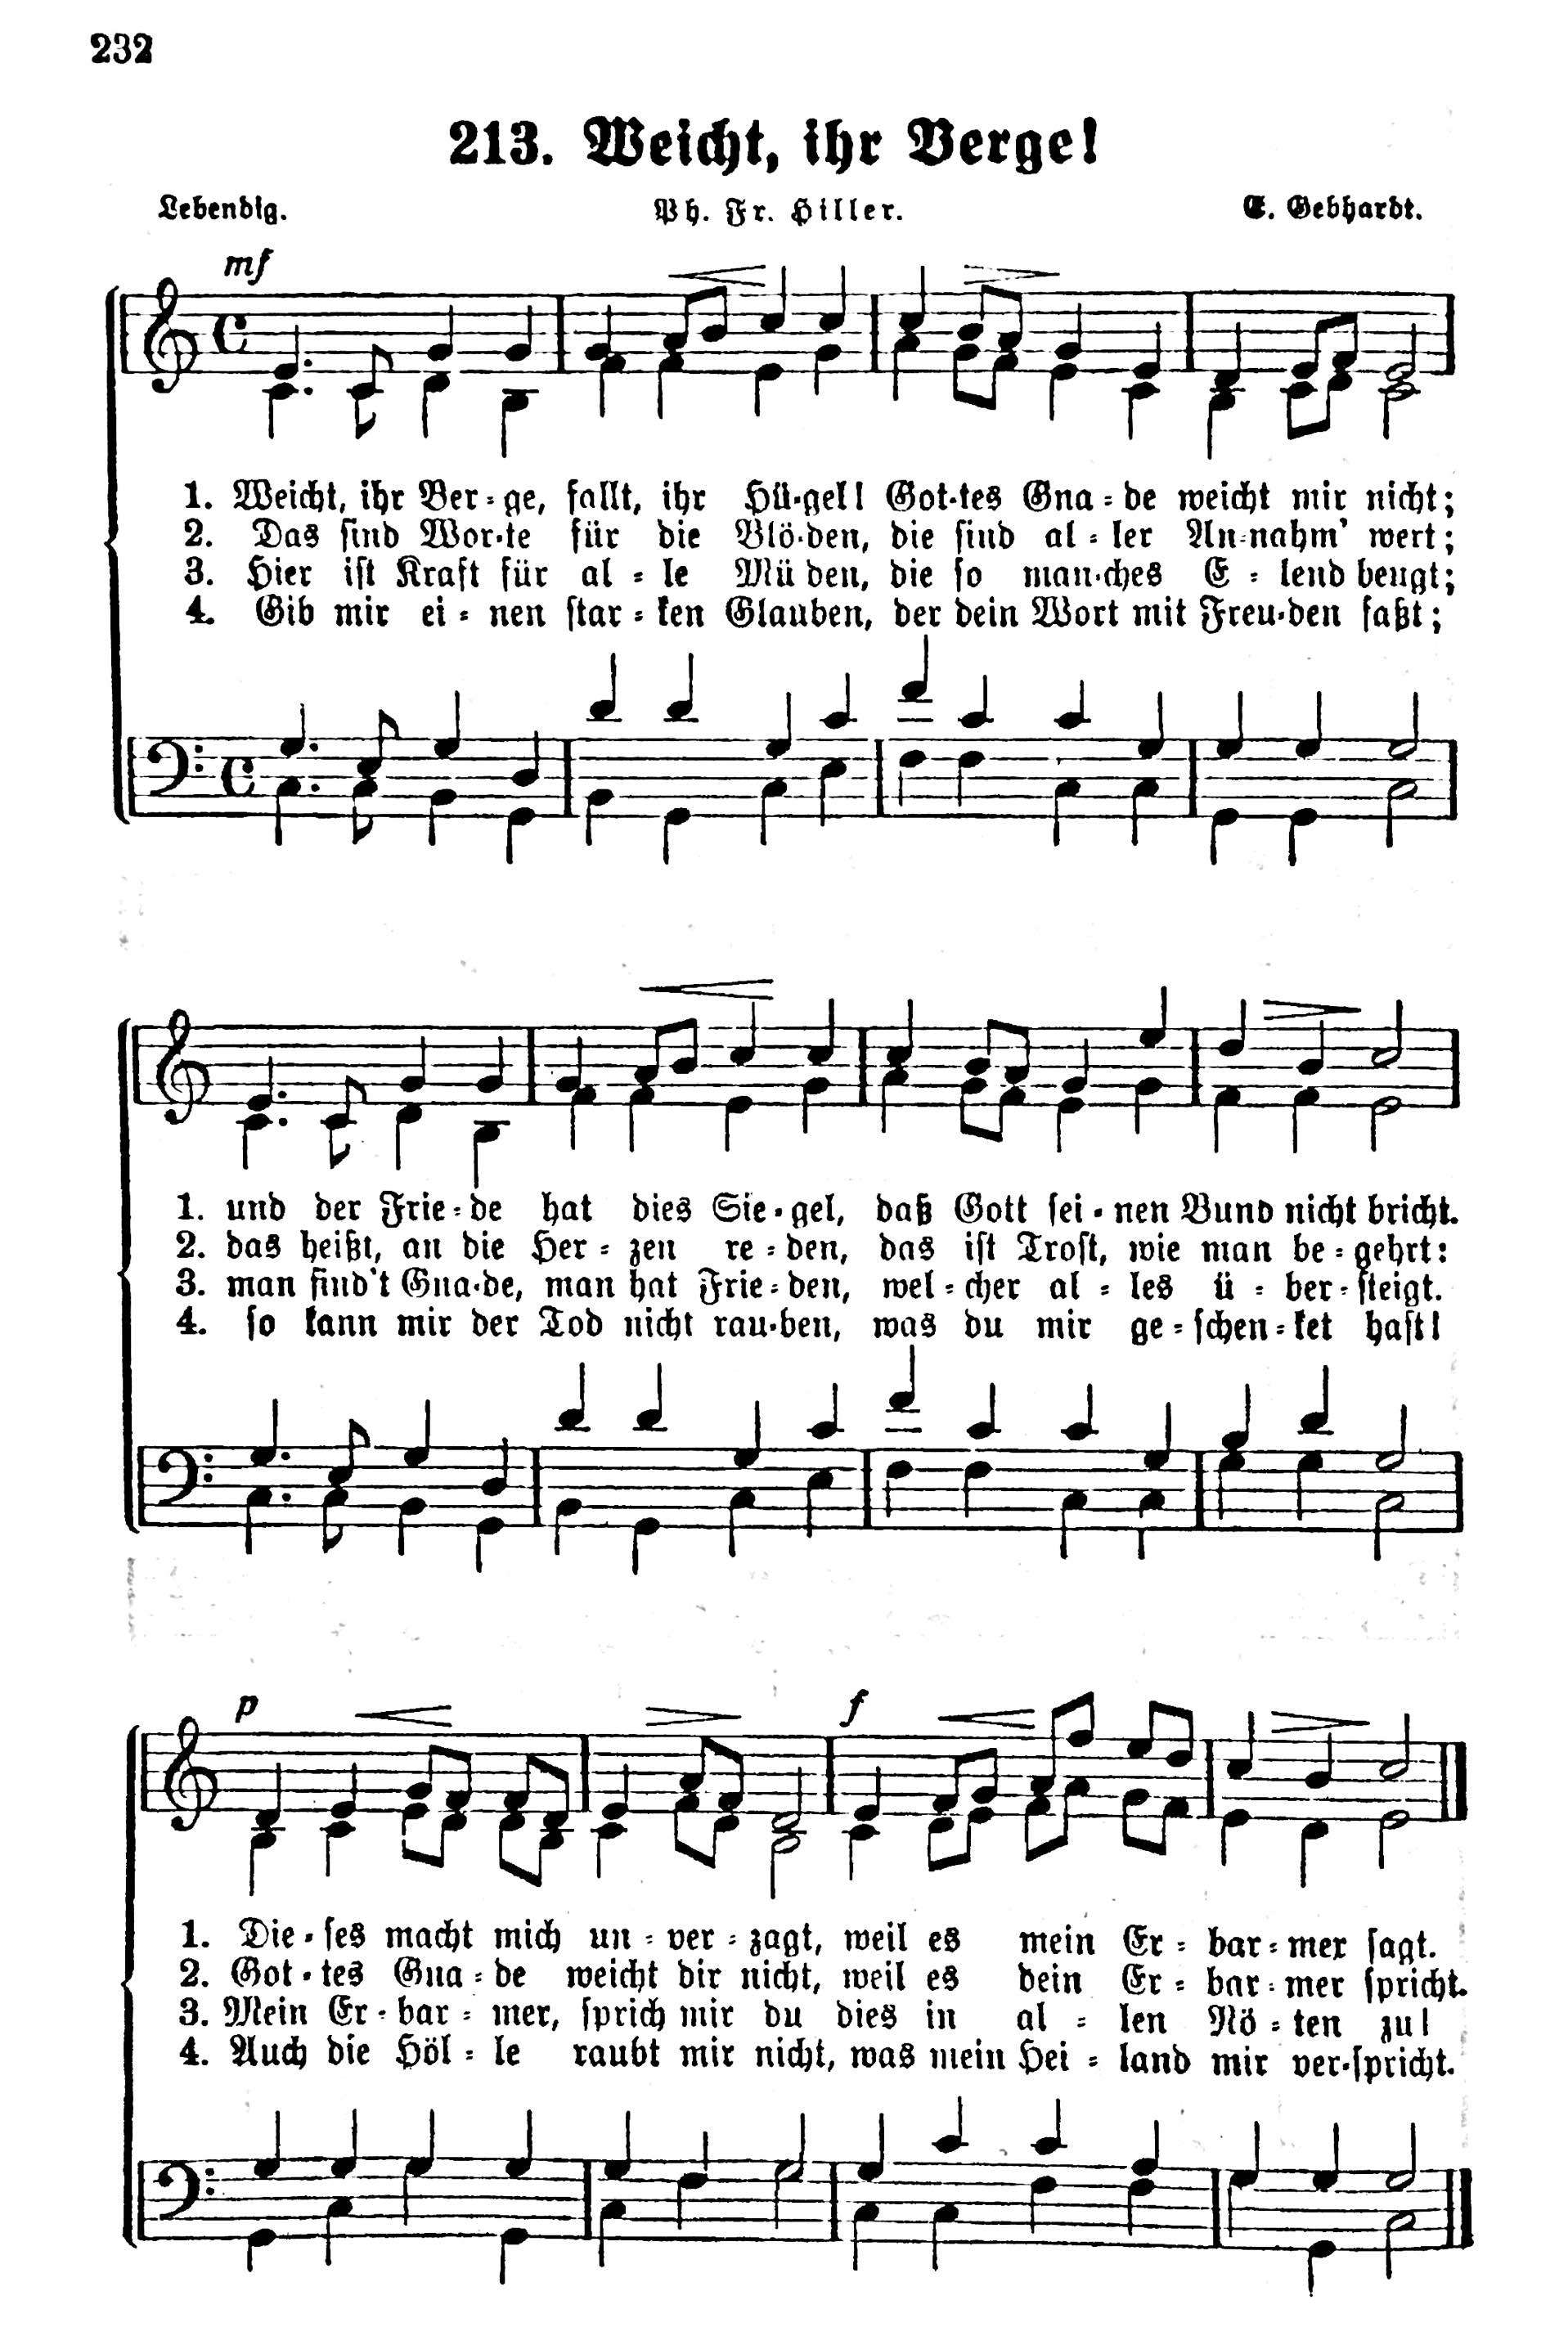 232
213. Weicht, ihr Berge!
Lebendig. Ph. Fr. Hiller. E. Gebhardt.
mf
1. Weicht, ihr Ber-ge, fallt, ihr Hü-gel! Got-tes Gna-de weicht mir nicht;
2. Das sind Wor-te für die Blö-den, die sind al-ler An-nahm' wert;
3. Hier ist Kraft für al-le Mü den, die so man-ches E-lend beugt;
4. Gib mir ei-nen star-ken Glauben, der dein Wort mit Freu-den faßt;
1. und der Frie-de hat dies Sie-gel, daß Gott sei-nen Bund nicht bricht.
2. das heißt, an die Her-zen re-den, das ist Trost, wie man be-gehrt:
3. man find't Gna-de, man hat Frie-den, wel-cher al-les ü-ber-steigt.
4. so kann mir der Tod nicht rau-ben, was du mir ge-schen-ket hast!
p f
1. Die-ses macht mich un-ver-zagt, weil es mein Er-bar-mer sagt.
2. Got-tes Gna-de weicht dir nicht, weil es dein Er-bar-mer spricht.
3. Mein Er-bar-mer, sprich mir du dies in al-len Nö-ten zu!
4. Auch die Höl-le raubt mir nicht, was mein Hei-land mir ver-spricht.